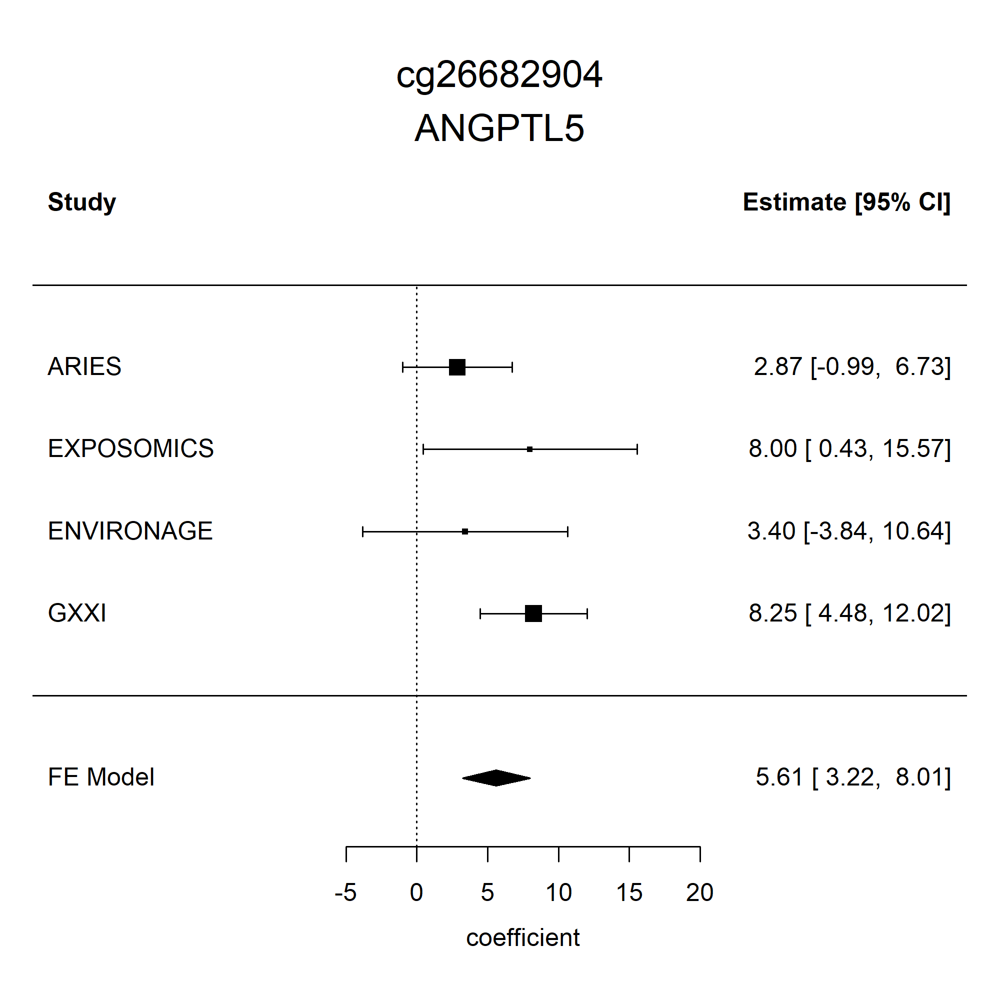 cg26682904
ANGPTL5
Study Estimate [95% CI]
ARIES 2.87 [-0.99, 6.73]
EXPOSOMICS 8.00 [ 0.43, 15.57]
ENVIRONAGE 3.40 [-3.84, 10.64]
GXXI 8.25 [ 4.48, 12.02]
FE Model 5.61 [ 3.22, 8.01]
-5 0 5 10 15 20
coefficient